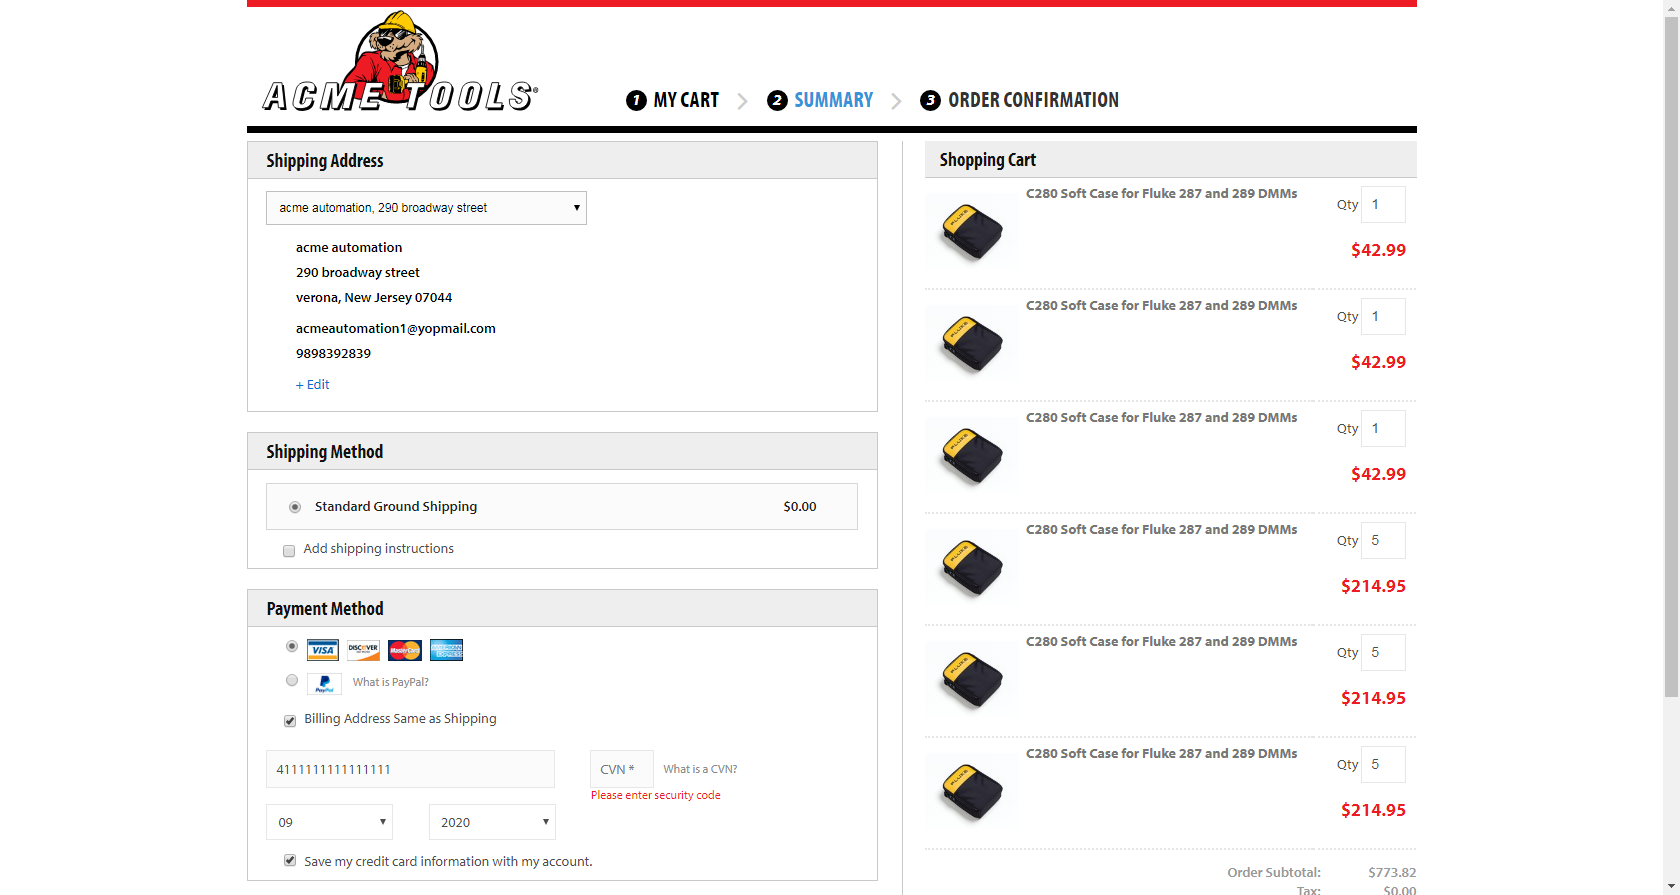 ACME TOOLS®
1 MY CART
2 SUMMARY
3 ORDER CONFIRMATION
Shipping Address
acme automation, 290 broadway street
acme automation
290 broadway street
verona, New Jersey 07044
acmeautomation1@yopmail.com
9898392839
+ Edit
Shipping Method
Standard Ground Shipping $0.00
Add shipping instructions
Payment Method
VISA DISCOVER MasterCard AMERICAN EXPRESS
PayPal What is PayPal?
Billing Address Same as Shipping
4111111111111111 CVN * What is a CVN?
Please enter security code
09 2020
Save my credit card information with my account.
Shopping Cart
C280 Soft Case for Fluke 287 and 289 DMMs Qty 1
FLUKE
$42.99
C280 Soft Case for Fluke 287 and 289 DMMs Qty 1
FLUKE
$42.99
C280 Soft Case for Fluke 287 and 289 DMMs Qty 1
FLUKE
$42.99
C280 Soft Case for Fluke 287 and 289 DMMs Qty 5
FLUKE
$214.95
C280 Soft Case for Fluke 287 and 289 DMMs Qty 5
FLUKE
$214.95
C280 Soft Case for Fluke 287 and 289 DMMs Qty 5
FLUKE
$214.95
Order Subtotal: $773.82
Tax: $0.00